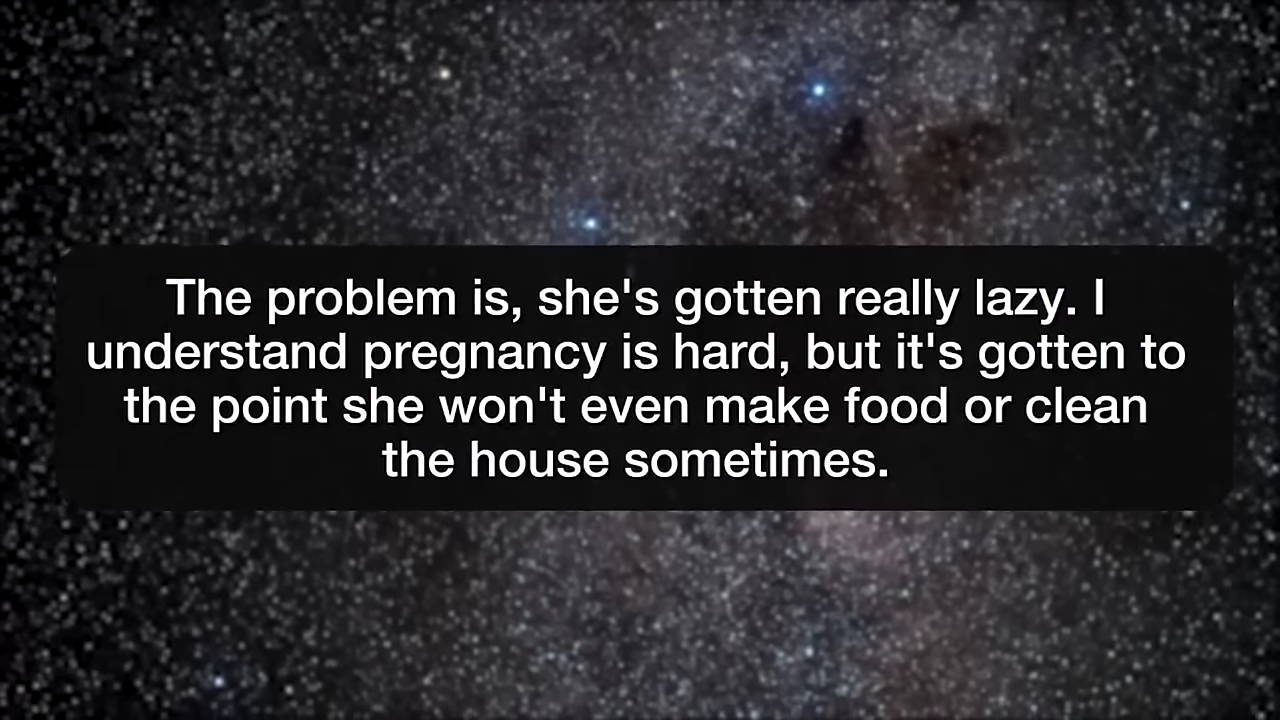 The problem is, she's gotten really lazy. I
understand pregnancy is hard, but it's gotten to
the point she won't even make food or clean
the house sometimes.